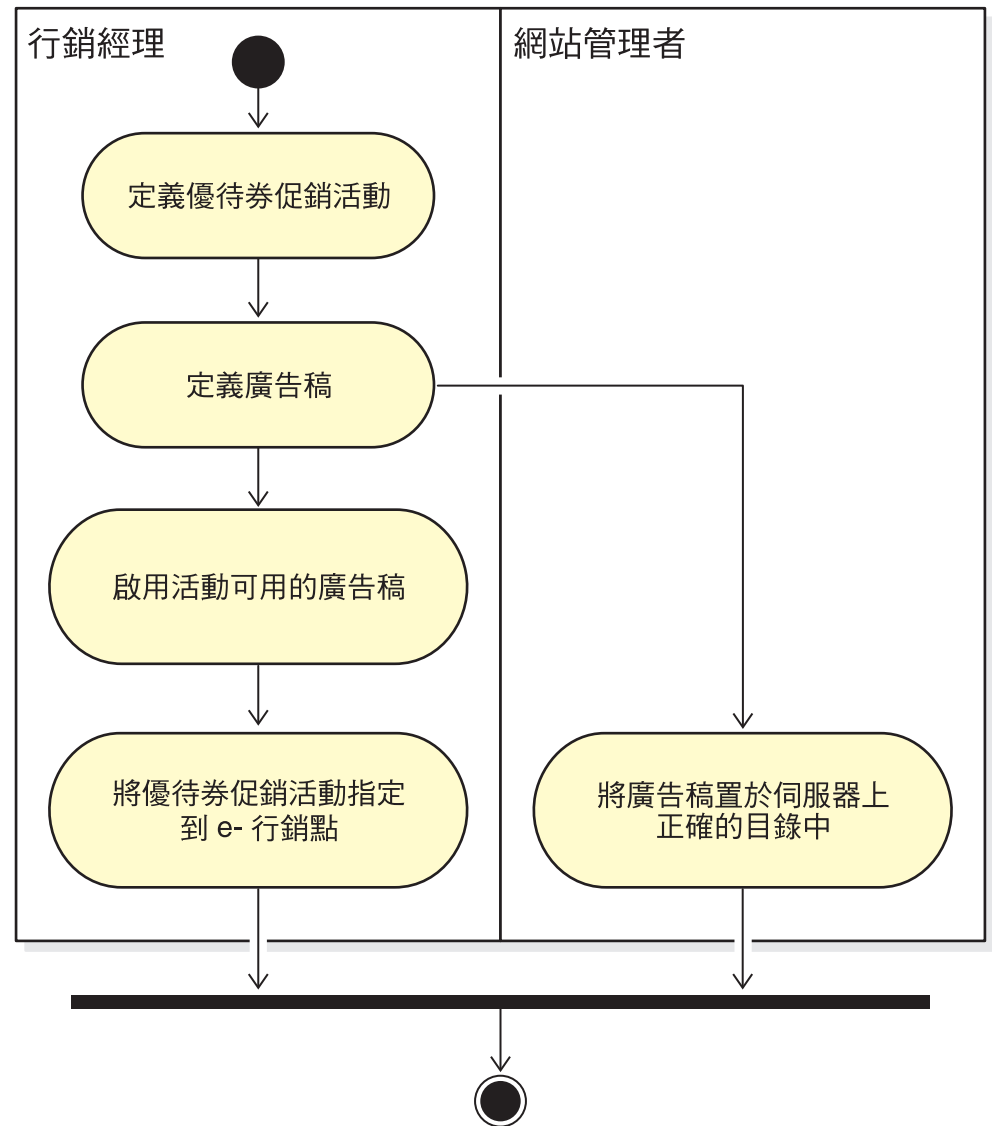 行銷經理
網站管理者
定義優待券促銷活動
定義廣告稿
啟用活動可用的廣告稿
將優待券促銷活動指定
到 e- 行銷點
將廣告稿置於伺服器上
正確的目錄中